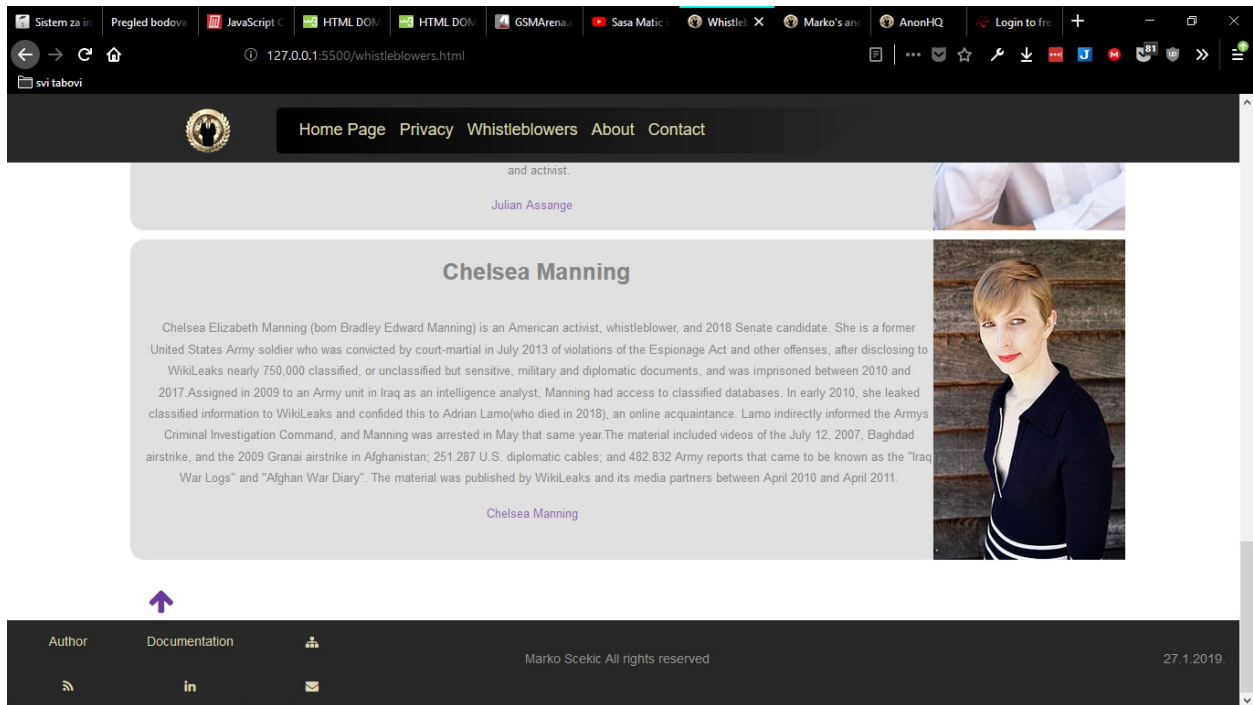 Sistem za in
Pregled bodova
JavaScript C
HTML DOM
HTML DOM
GSMArena.c
Sasa Matic i
Whistleb
Marko's and
AnonHQ
Login to fre
127.0.0.1:5500/whistleblowers.html
81
svi tabovi
Home Page Privacy Whistleblowers About Contact
and activist.
Julian Assange
Chelsea Manning
Chelsea Elizabeth Manning (born Bradley Edward Manning) is an American activist, whistleblower, and 2018 Senate candidate. She is a former
United States Army soldier who was convicted by court-martial in July 2013 of violations of the Espionage Act and other offenses, after disclosing to
WikiLeaks nearly 750,000 classified, or unclassified but sensitive, military and diplomatic documents, and was imprisoned between 2010 and
2017.Assigned in 2009 to an Army unit in Iraq as an intelligence analyst, Manning had access to classified databases. In early 2010, she leaked
classified information to WikiLeaks and confided this to Adrian Lamo(who died in 2018), an online acquaintance. Lamo indirectly informed the Armys
Criminal Investigation Command, and Manning was arrested in May that same year.The material included videos of the July 12, 2007, Baghdad
airstrike, and the 2009 Granai airstrike in Afghanistan; 251.287 U.S. diplomatic cables; and 482.832 Army reports that came to be known as the "Iraq
War Logs" and "Afghan War Diary". The material was published by WikiLeaks and its media partners between April 2010 and April 2011.
Chelsea Manning
Author Documentation
Marko Scekic All rights reserved
27.1.2019.
in